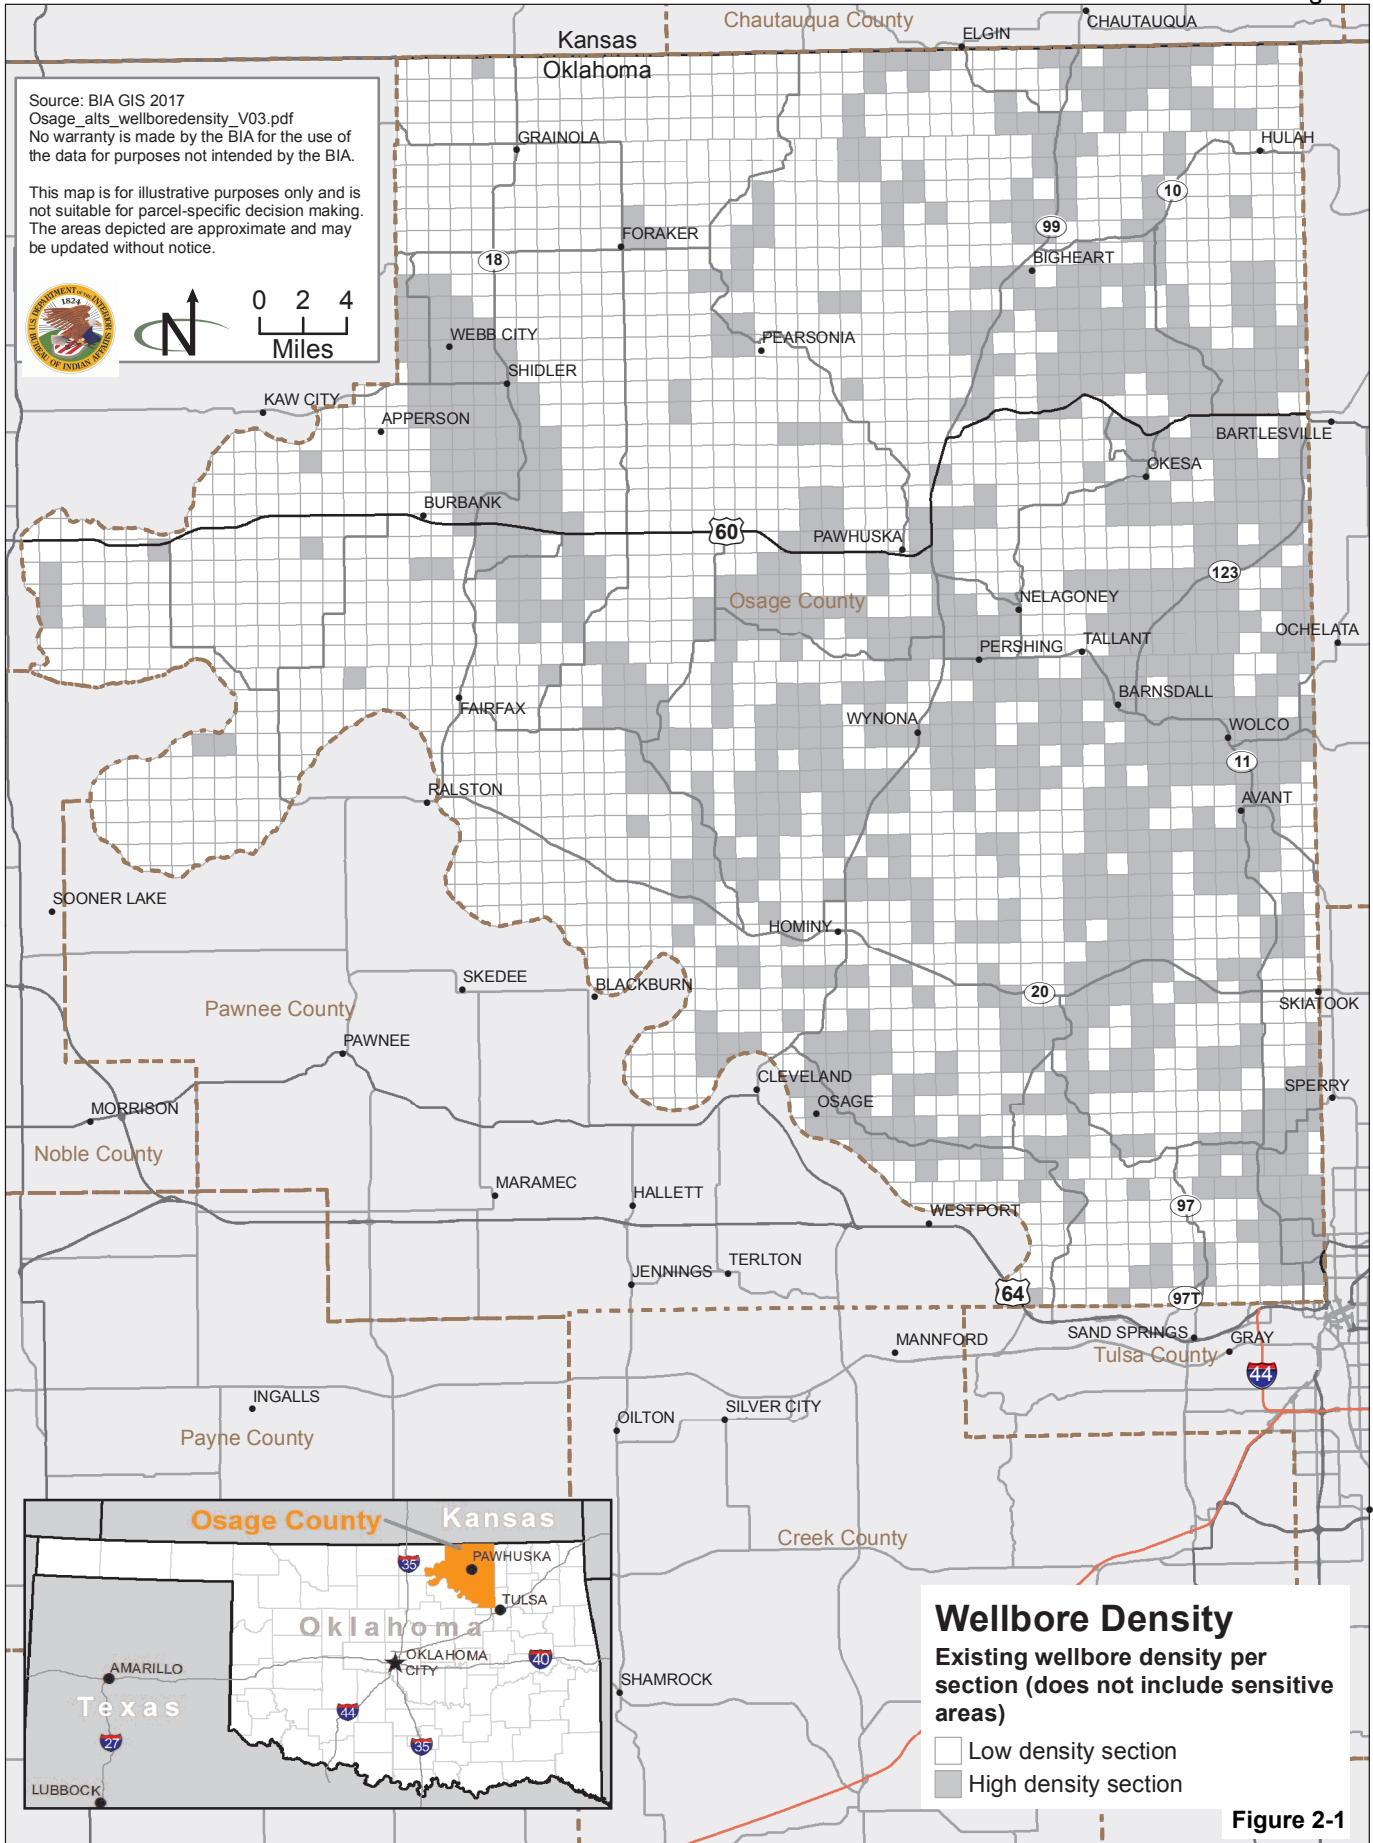 Chautauqua County
CHAUTAUQUA
ELGIN
Kansas
Oklahoma
Source: BIA GIS 2017
Osage_alts_wellboredensity_V03.pdf
No warranty is made by the BIA for the use of
the data for purposes not intended by the BIA.
This map is for illustrative purposes only and is
not suitable for parcel-specific decision making.
The areas depicted are approximate and may
be updated without notice.
U.S. DEPARTMENT OF THE INTERIOR
1824
BUREAU OF INDIAN AFFAIRS
N
0 2 4
Miles
GRAINOLA
HULAH
10
99
FORAKER
18
BIGHEART
WEBB CITY
PEARSONIA
SHIDLER
KAW CITY
APPERSON
BARTLESVILLE
OKESA
BURBANK
60
PAWHUSKA
123
Osage County
NELAGONEY
OCHELATA
PERSHING
TALLANT
BARNSDALL
FAIRFAX
WYNONA
WOLCO
11
RALSTON
AVANT
SOONER LAKE
HOMINY
SKEDEE
BLACKBURN
20
SKIATOOK
Pawnee County
PAWNEE
CLEVELAND
OSAGE
SPERRY
MORRISON
Noble County
MARAMEC
HALLETT
97
WESTPORT
TERLTON
JENNINGS
64
97T
MANNFORD
SAND SPRINGS
GRAY
Tulsa County
44
INGALLS
SILVER CITY
OILTON
Payne County
Creek County
SHAMROCK
Osage County
Kansas
35
PAWHUSKA
TULSA
Oklahoma
OKLAHOMA
CITY
40
AMARILLO
Texas
44
27
35
LUBBOCK
Wellbore Density
Existing wellbore density per
section (does not include sensitive
areas)
Low density section
High density section
Figure 2-1